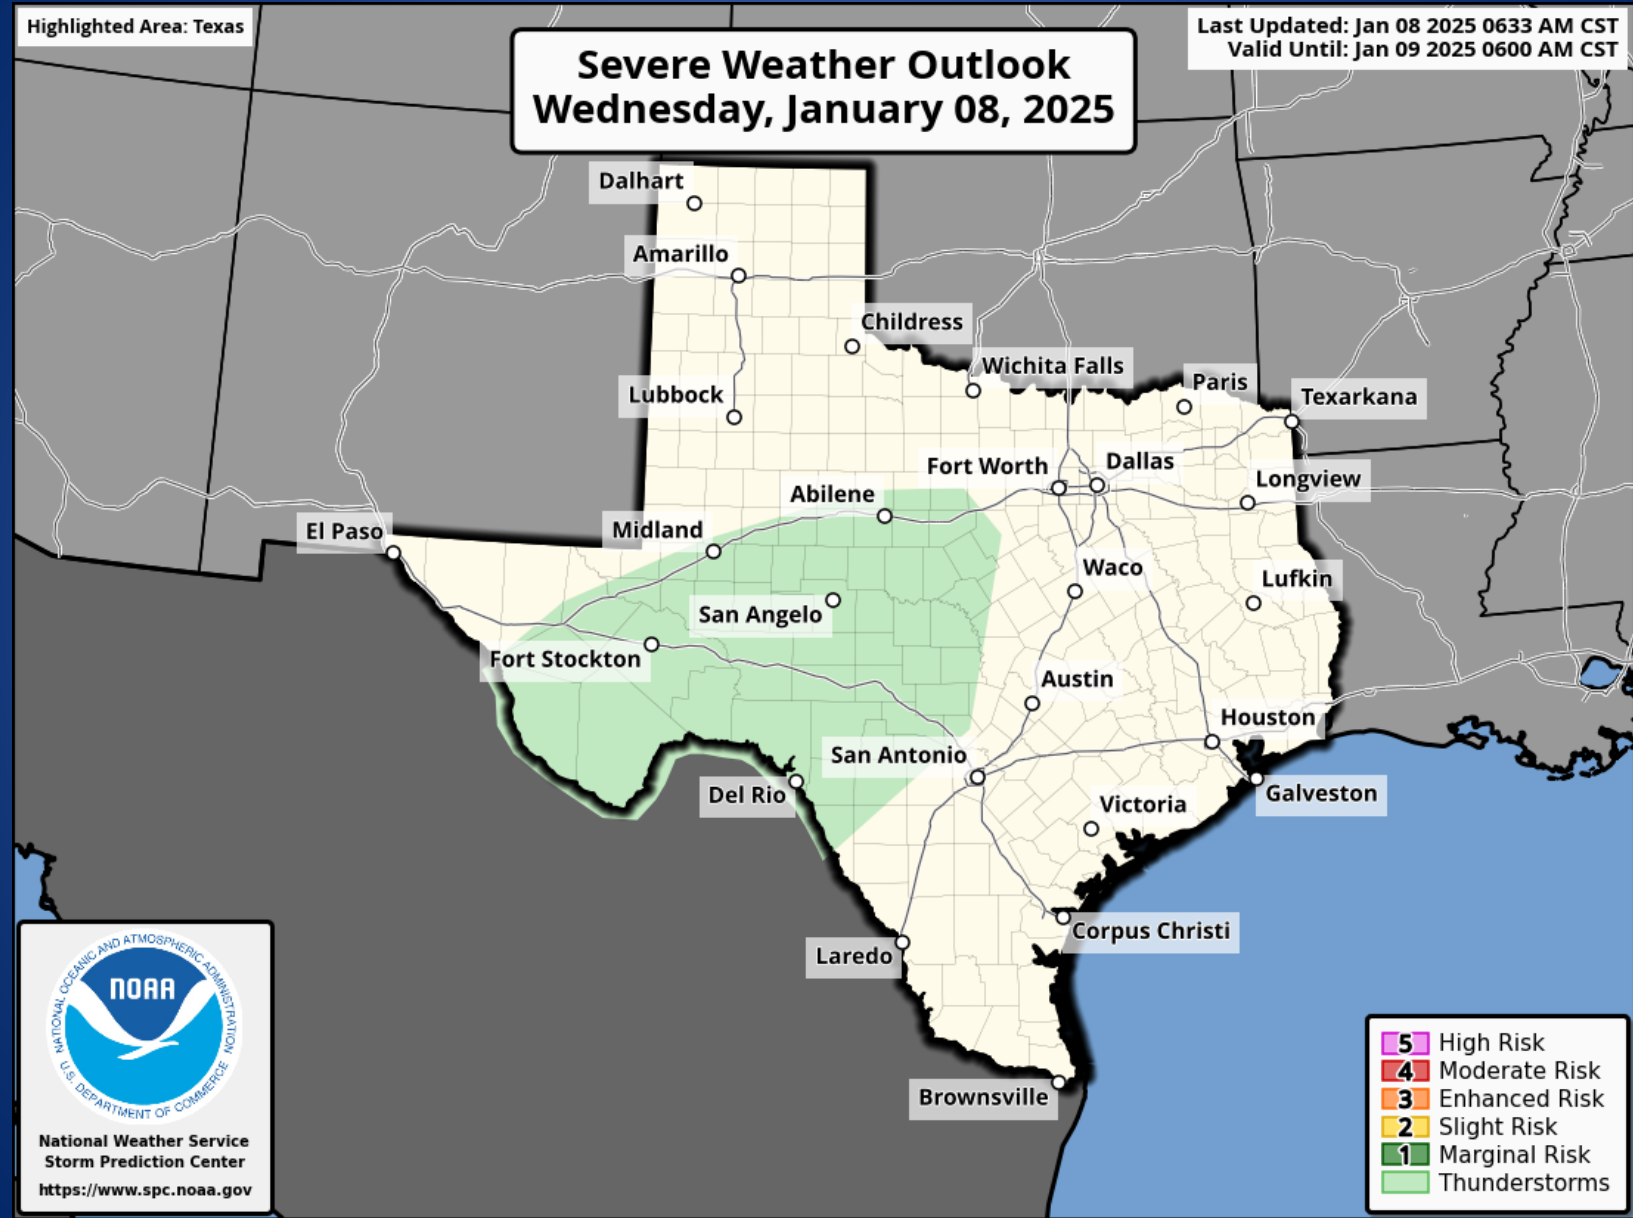 Highlighted Area: Texas
Severe Weather Outlook
Wednesday, January 08, 2025
Last Updated: Jan 08 2025 0633 AM CST
Valid Until: Jan 09 2025 0600 AM CST
Dalhart
Amarillo
Childress
Wichita Falls
Paris
Texarkana
Lubbock
Fort Worth
Dallas
Longview
Abilene
El Paso
Midland
Waco
Lufkin
San Angelo
Fort Stockton
Austin
Houston
San Antonio
Del Rio
Galveston
Victoria
Corpus Christi
Laredo
Brownsville
NATIONAL OCEANIC AND ATMOSPHERIC ADMINISTRATION
NOAA
U.S. DEPARTMENT OF COMMERCE
National Weather Service
Storm Prediction Center
https://www.spc.noaa.gov
5 High Risk
4 Moderate Risk
3 Enhanced Risk
2 Slight Risk
1 Marginal Risk
Thunderstorms